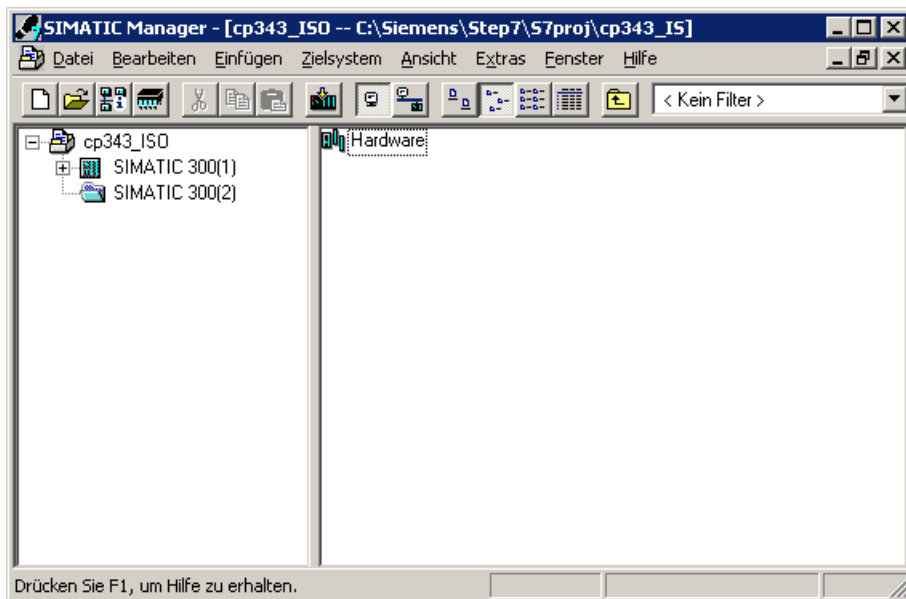 SIMATIC Manager - [cp343_ISO -- C:\Siemens\Step7\S7proj\cp343_IS]
Datei Bearbeiten Einfügen Zielsystem Ansicht Extras Fenster Hilfe
< Kein Filter >
cp343_ISO
SIMATIC 300(1)
SIMATIC 300(2)
Hardware
Drücken Sie F1, um Hilfe zu erhalten.